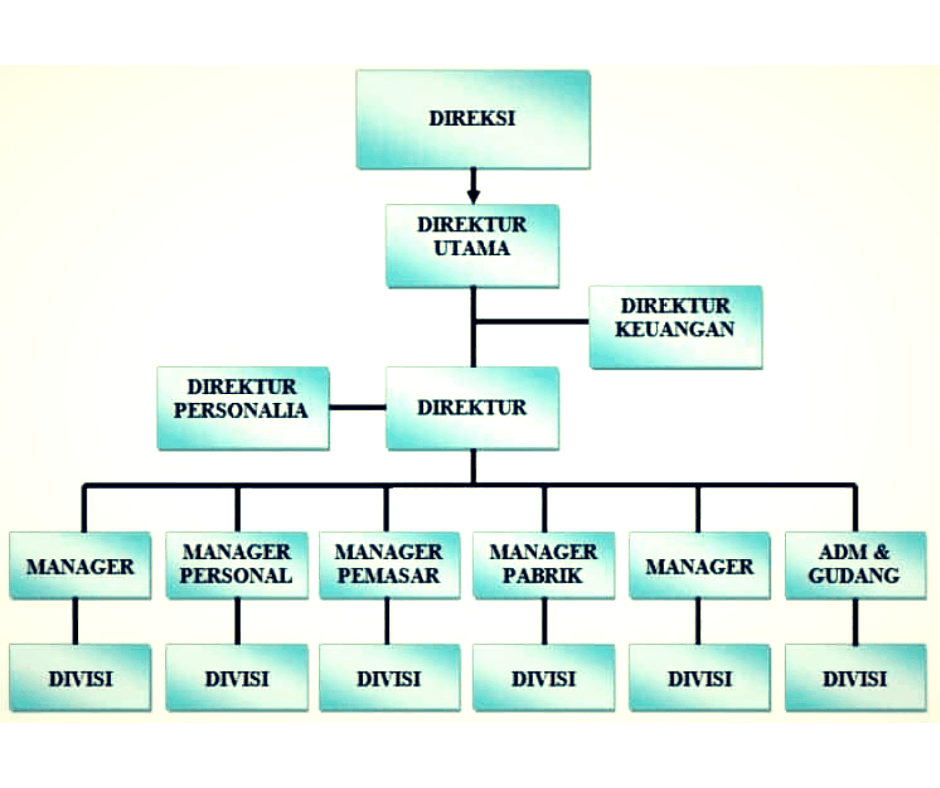 DIREKSI
DIREKTUR
UTAMA
DIREKTUR
KEUANGAN
DIREKTUR
PERSONALIA
DIREKTUR
MANAGER
MANAGER
PERSONAL
MANAGER
PEMASAR
MANAGER
PABRIK
MANAGER
ADM &
GUDANG
DIVISI
DIVISI
DIVISI
DIVISI
DIVISI
DIVISI